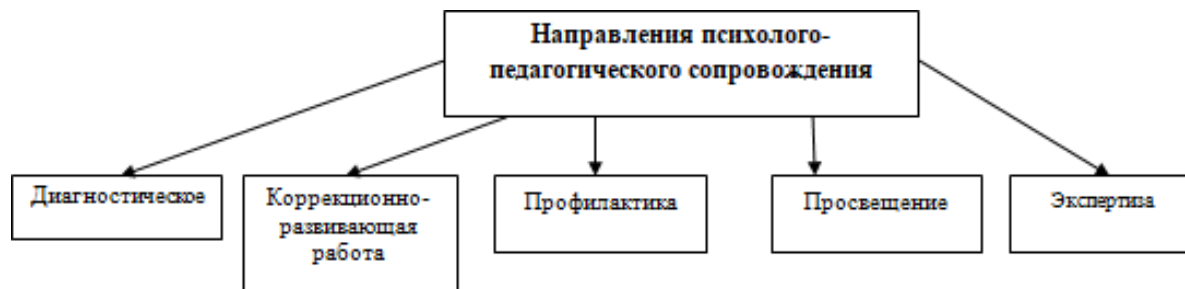 Направления психолого-
педагогического сопровождения
Диагностическое
Коррекционно-
развивающая
работа
Профилактика
Просвещение
Экспертиза